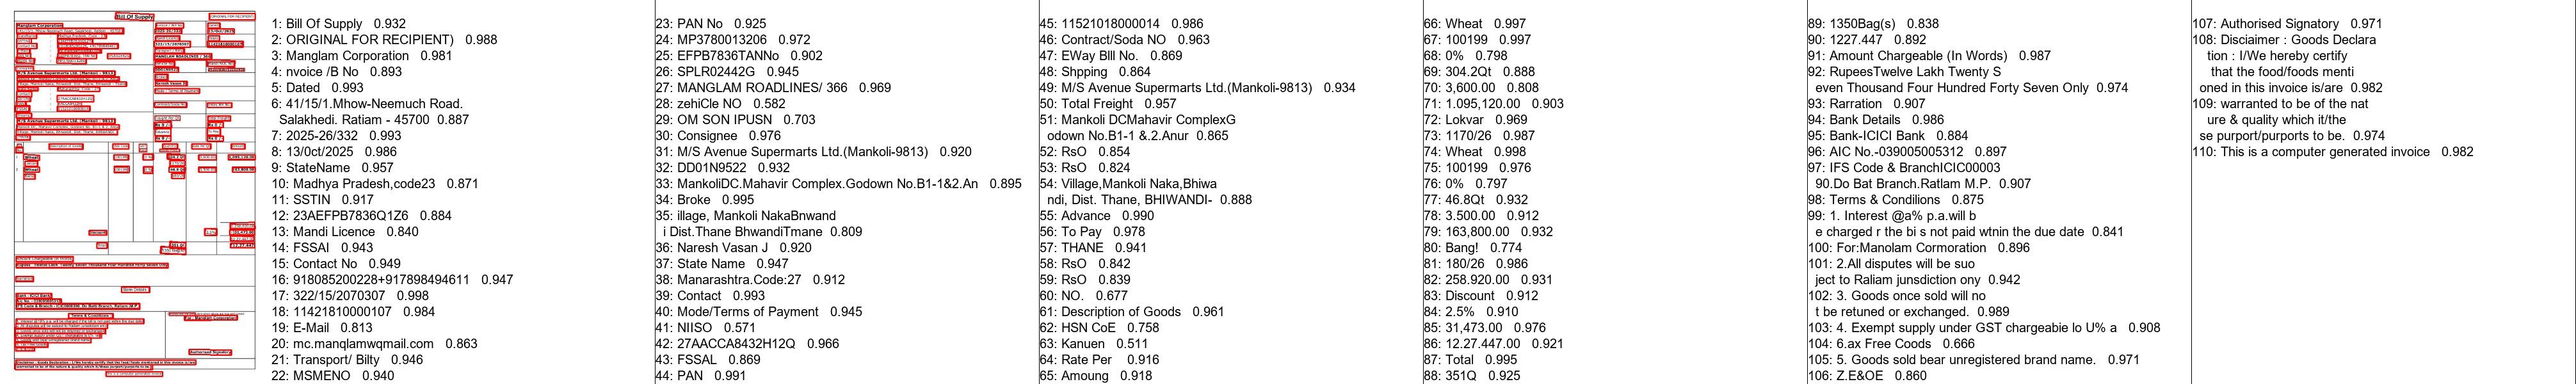 1: Bill Of Supply 0.932
2: ORIGINAL FOR RECIPIENT) 0.988
3: Manglam Corporation 0.981
4: nvoice /B No 0.893
5: Dated 0.993
6: 41/15/1.Mhow-Neemuch Road.
Salakhedi. Ratiam - 45700 0.887
7: 2025-26/332 0.993
8: 13/0ct/2025 0.986
9: StateName 0.957
10: Madhya Pradesh,code23 0.871
11: SSTIN 0.917
12: 23AEFPB7836Q1Z6 0.884
13: Mandi Licence 0.840
14: FSSAI 0.943
15: Contact No 0.949
16: 918085200228+917898494611 0.947
17: 322/15/2070307 0.998
18: 11421810000107 0.984
19: E-Mail 0.813
20: mc.manqlamwqmail.com 0.863
21: Transport/ Bilty 0.946
22: MSMENO 0.940
23: PAN No 0.925
24: MP3780013206 0.972
25: EFPB7836TANNo 0.902
26: SPLR02442G 0.945
27: MANGLAM ROADLINES/ 366 0.969
28: zehiCle NO 0.582
29: OM SON IPUSN 0.703
30: Consignee 0.976
31: M/S Avenue Supermarts Ltd.(Mankoli-9813) 0.920
32: DD01N9522 0.932
33: MankoliDC.Mahavir Complex.Godown No.B1-1&2.An 0.895
34: Broke 0.995
35: illage, Mankoli NakaBnwand
i Dist.Thane BhwandiTmane 0.809
36: Naresh Vasan J 0.920
37: State Name 0.947
38: Manarashtra.Code:27 0.912
39: Contact 0.993
40: Mode/Terms of Payment 0.945
41: NIISO 0.571
42: 27AACCA8432H12Q 0.966
43: FSSAL 0.869
44: PAN 0.991
45: 11521018000014 0.986
46: Contract/Soda NO 0.963
47: EWay Blll No. 0.869
48: Shpping 0.864
49: M/S Avenue Supermarts Ltd.(Mankoli-9813) 0.934
50: Total Freight 0.957
51: Mankoli DCMahavir ComplexG
odown No.B1-1 &.2.Anur 0.865
52: RsO 0.854
53: RsO 0.824
54: Village,Mankoli Naka,Bhiwa
ndi, Dist. Thane, BHIWANDI- 0.888
55: Advance 0.990
56: To Pay 0.978
57: THANE 0.941
58: RsO 0.842
59: RsO 0.839
60: NO. 0.677
61: Description of Goods 0.961
62: HSN CoE 0.758
63: Kanuen 0.511
64: Rate Per 0.916
65: Amoung 0.918
66: Wheat 0.997
67: 100199 0.997
68: 0% 0.798
69: 304.2Qt 0.888
70: 3,600.00 0.808
71: 1.095,120.00 0.903
72: Lokvar 0.969
73: 1170/26 0.987
74: Wheat 0.998
75: 100199 0.976
76: 0% 0.797
77: 46.8Qt 0.932
78: 3.500.00 0.912
79: 163,800.00 0.932
80: Bang! 0.774
81: 180/26 0.986
82: 258.920.00 0.931
83: Discount 0.912
84: 2.5% 0.910
85: 31,473.00 0.976
86: 12.27.447.00 0.921
87: Total 0.995
88: 351Q 0.925
89: 1350Bag(s) 0.838
90: 1227.447 0.892
91: Amount Chargeable (In Words) 0.987
92: RupeesTwelve Lakh Twenty S
even Thousand Four Hundred Forty Seven Only 0.974
93: Rarration 0.907
94: Bank Details 0.986
95: Bank-ICICI Bank 0.884
96: AIC No.-039005005312 0.897
97: IFS Code & BranchICIC00003
90.Do Bat Branch.Ratlam M.P. 0.907
98: Terms & Condilions 0.875
99: 1. Interest @a% p.a.will b
e charged r the bi s not paid wtnin the due date 0.841
100: For:Manolam Cormoration 0.896
101: 2.All disputes will be suo
ject to Raliam junsdiction ony 0.942
102: 3. Goods once sold will no
t be retuned or exchanged. 0.989
103: 4. Exempt supply under GST chargeable lo U% a 0.908
104: 6.ax Free Coods 0.666
105: 5. Goods sold bear unregistered brand name. 0.971
106: Z.E&OE 0.860
107: Authorised Signatory 0.971
108: Disciaimer : Goods Declara
tion : I/We hereby certify
that the food/foods menti
oned in this invoice is/are 0.982
109: warranted to be of the nat
ure & quality which it/the
se purport/purports to be. 0.974
110: This is a computer generated invoice 0.982